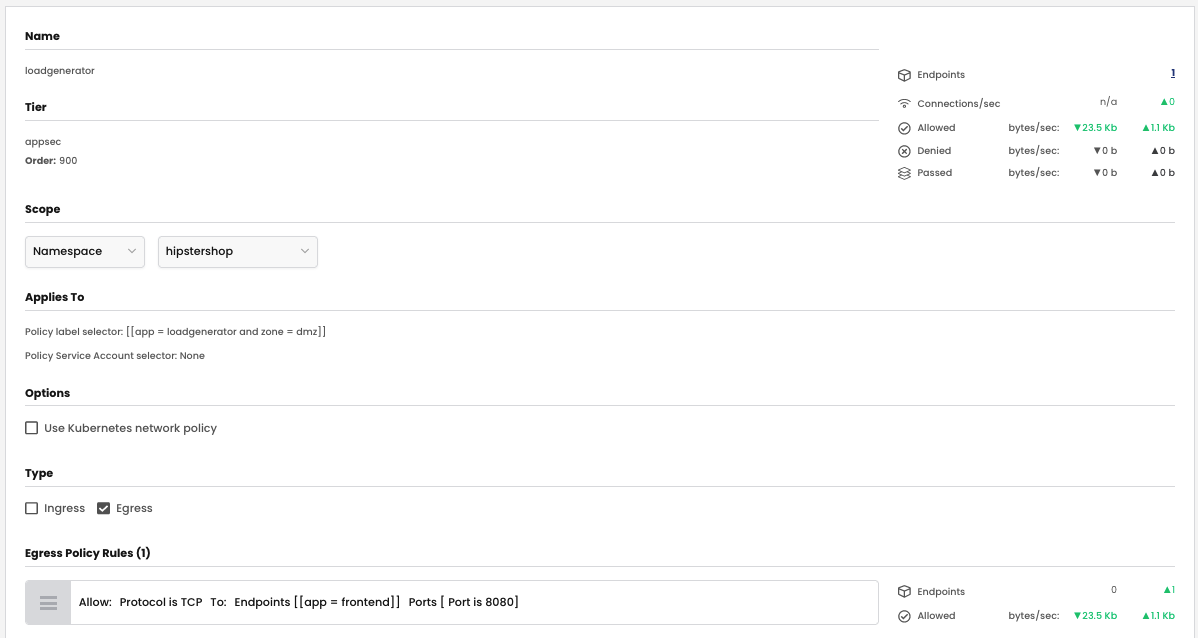 Name
loadgenerator
Endpoints 1
Connections/sec n/a ▲0
Tier
Allowed bytes/sec: ▼23.5 Kb ▲1.1 Kb
appsec
Denied bytes/sec: ▼0 b ▲0 b
Order: 900
Passed bytes/sec: ▼0 b ▲0 b
Scope
Namespace hipstershop
Applies To
Policy label selector: [[app = loadgenerator and zone = dmz]]
Policy Service Account selector: None
Options
Use Kubernetes network policy
Type
Ingress Egress
Egress Policy Rules (1)
Allow: Protocol is TCP To: Endpoints [[app = frontend]] Ports [ Port is 8080]
Endpoints 0 ▲1
Allowed bytes/sec: ▼23.5 Kb ▲1.1 Kb